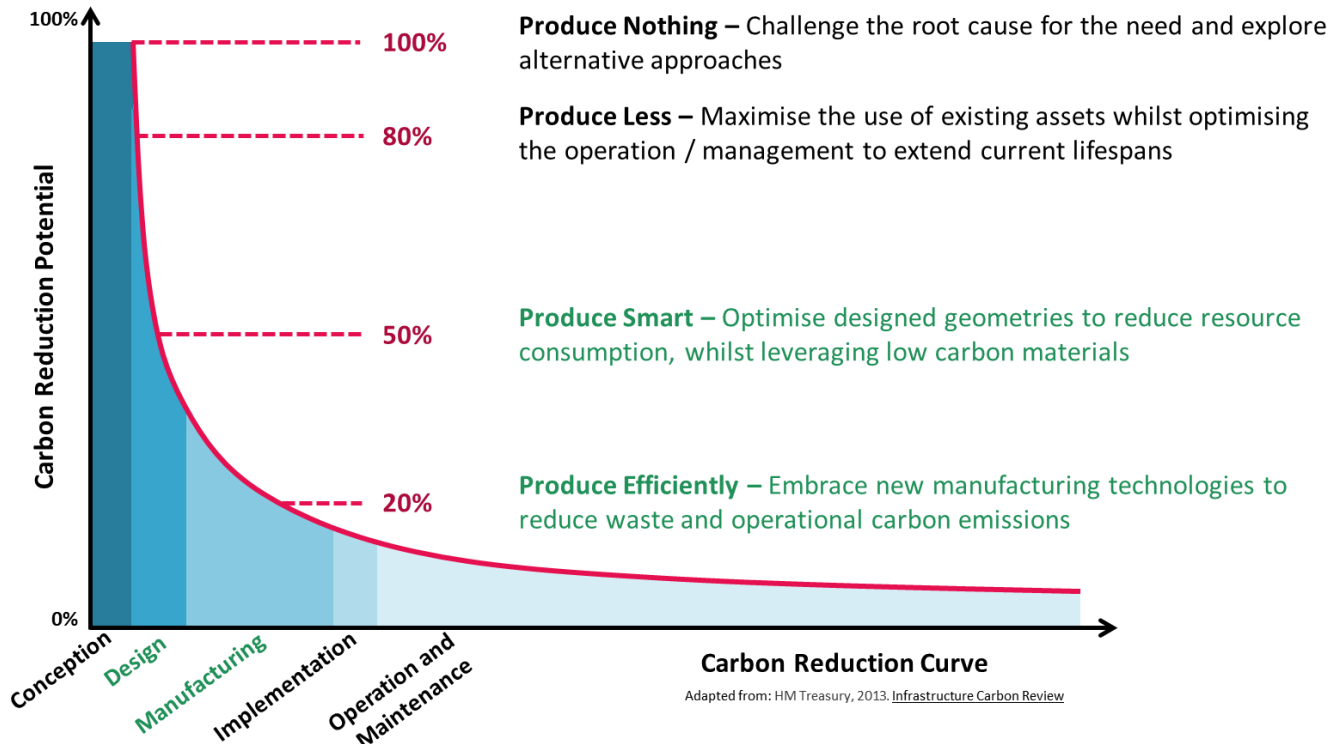 100%
100%
Produce Nothing – Challenge the root cause for the need and explore
alternative approaches
80%
Produce Less – Maximise the use of existing assets whilst optimising
the operation / management to extend current lifespans
Carbon Reduction Potential
50%
Produce Smart – Optimise designed geometries to reduce resource
consumption, whilst leveraging low carbon materials
20%
Produce Efficiently – Embrace new manufacturing technologies to
reduce waste and operational carbon emissions
0%
Conception
Design
Manufacturing
Implementation
Operation and
Maintenance
Carbon Reduction Curve
Adapted from: HM Treasury, 2013. Infrastructure Carbon Review